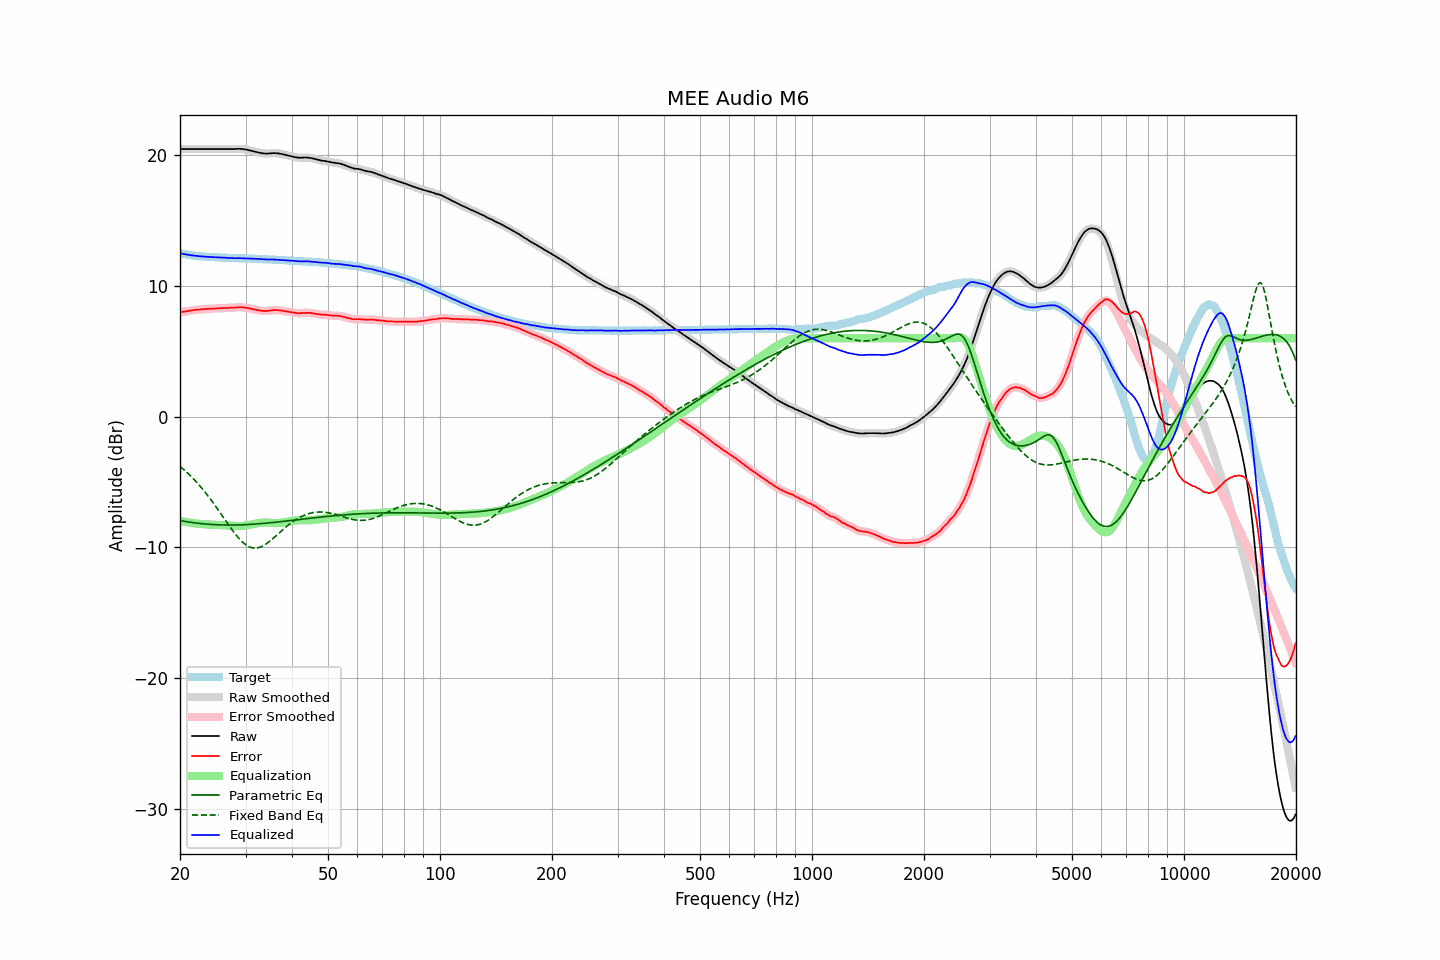 MEE Audio M6
Amplitude (dBr)
20
10
0
−10
−20
−30
Target
Raw Smoothed
Error Smoothed
Raw
Error
Equalization
Parametric Eq
Fixed Band Eq
Equalized
20 50 100 200 500 1000 2000 5000 10000 20000
Frequency (Hz)